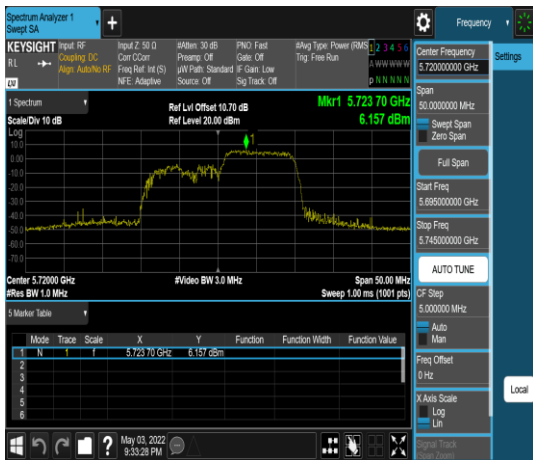 Spectrum Analyzer 1
Swept SA
+
Frequency
KEYSIGHT
RL
Input: RF
Coupling: DC
Align: Auto/No RF
Input Z: 50 Ω
Corr CCorr
Freq Ref: Int (S)
NFE: Adaptive
#Atten: 30 dB
Preamp: Off
µW Path: Standard
Source: Off
PNO: Fast
Gate: Off
IF Gain: Low
Sig Track: Off
#Avg Type: Power (RMS
Trig: Free Run
1 2 3 4 5 6
A WW WW W
P N N N N N
Center Frequency
5.720000000 GHz
Settings
Span
50.0000000 MHz
Swept Span
Zero Span
Full Span
Start Freq
5.695000000 GHz
Stop Freq
5.745000000 GHz
AUTO TUNE
CF Step
5.000000 MHz
Auto
Man
Freq Offset
0 Hz
X Axis Scale
Log
Lin
Signal Track
(Span Zoom)
Local
1 Spectrum
Scale/Div 10 dB
Ref Lvl Offset 10.70 dB
Ref Level 20.00 dBm
Mkr1 5.723 70 GHz
6.157 dBm
Log
10.0
0.00
-10.0
-20.0
-30.0
-40.0
-50.0
-60.0
-70.0
1
Center 5.72000 GHz
#Res BW 1.0 MHz
#Video BW 3.0 MHz
Span 50.00 MHz
Sweep 1.00 ms (1001 pts)
5 Marker Table
Mode Trace Scale X Y Function Function Width Function Value
1 N 1 f 5.723 70 GHz 6.157 dBm
2
3
4
5
6
?
May 03, 2022
9:33:28 PM